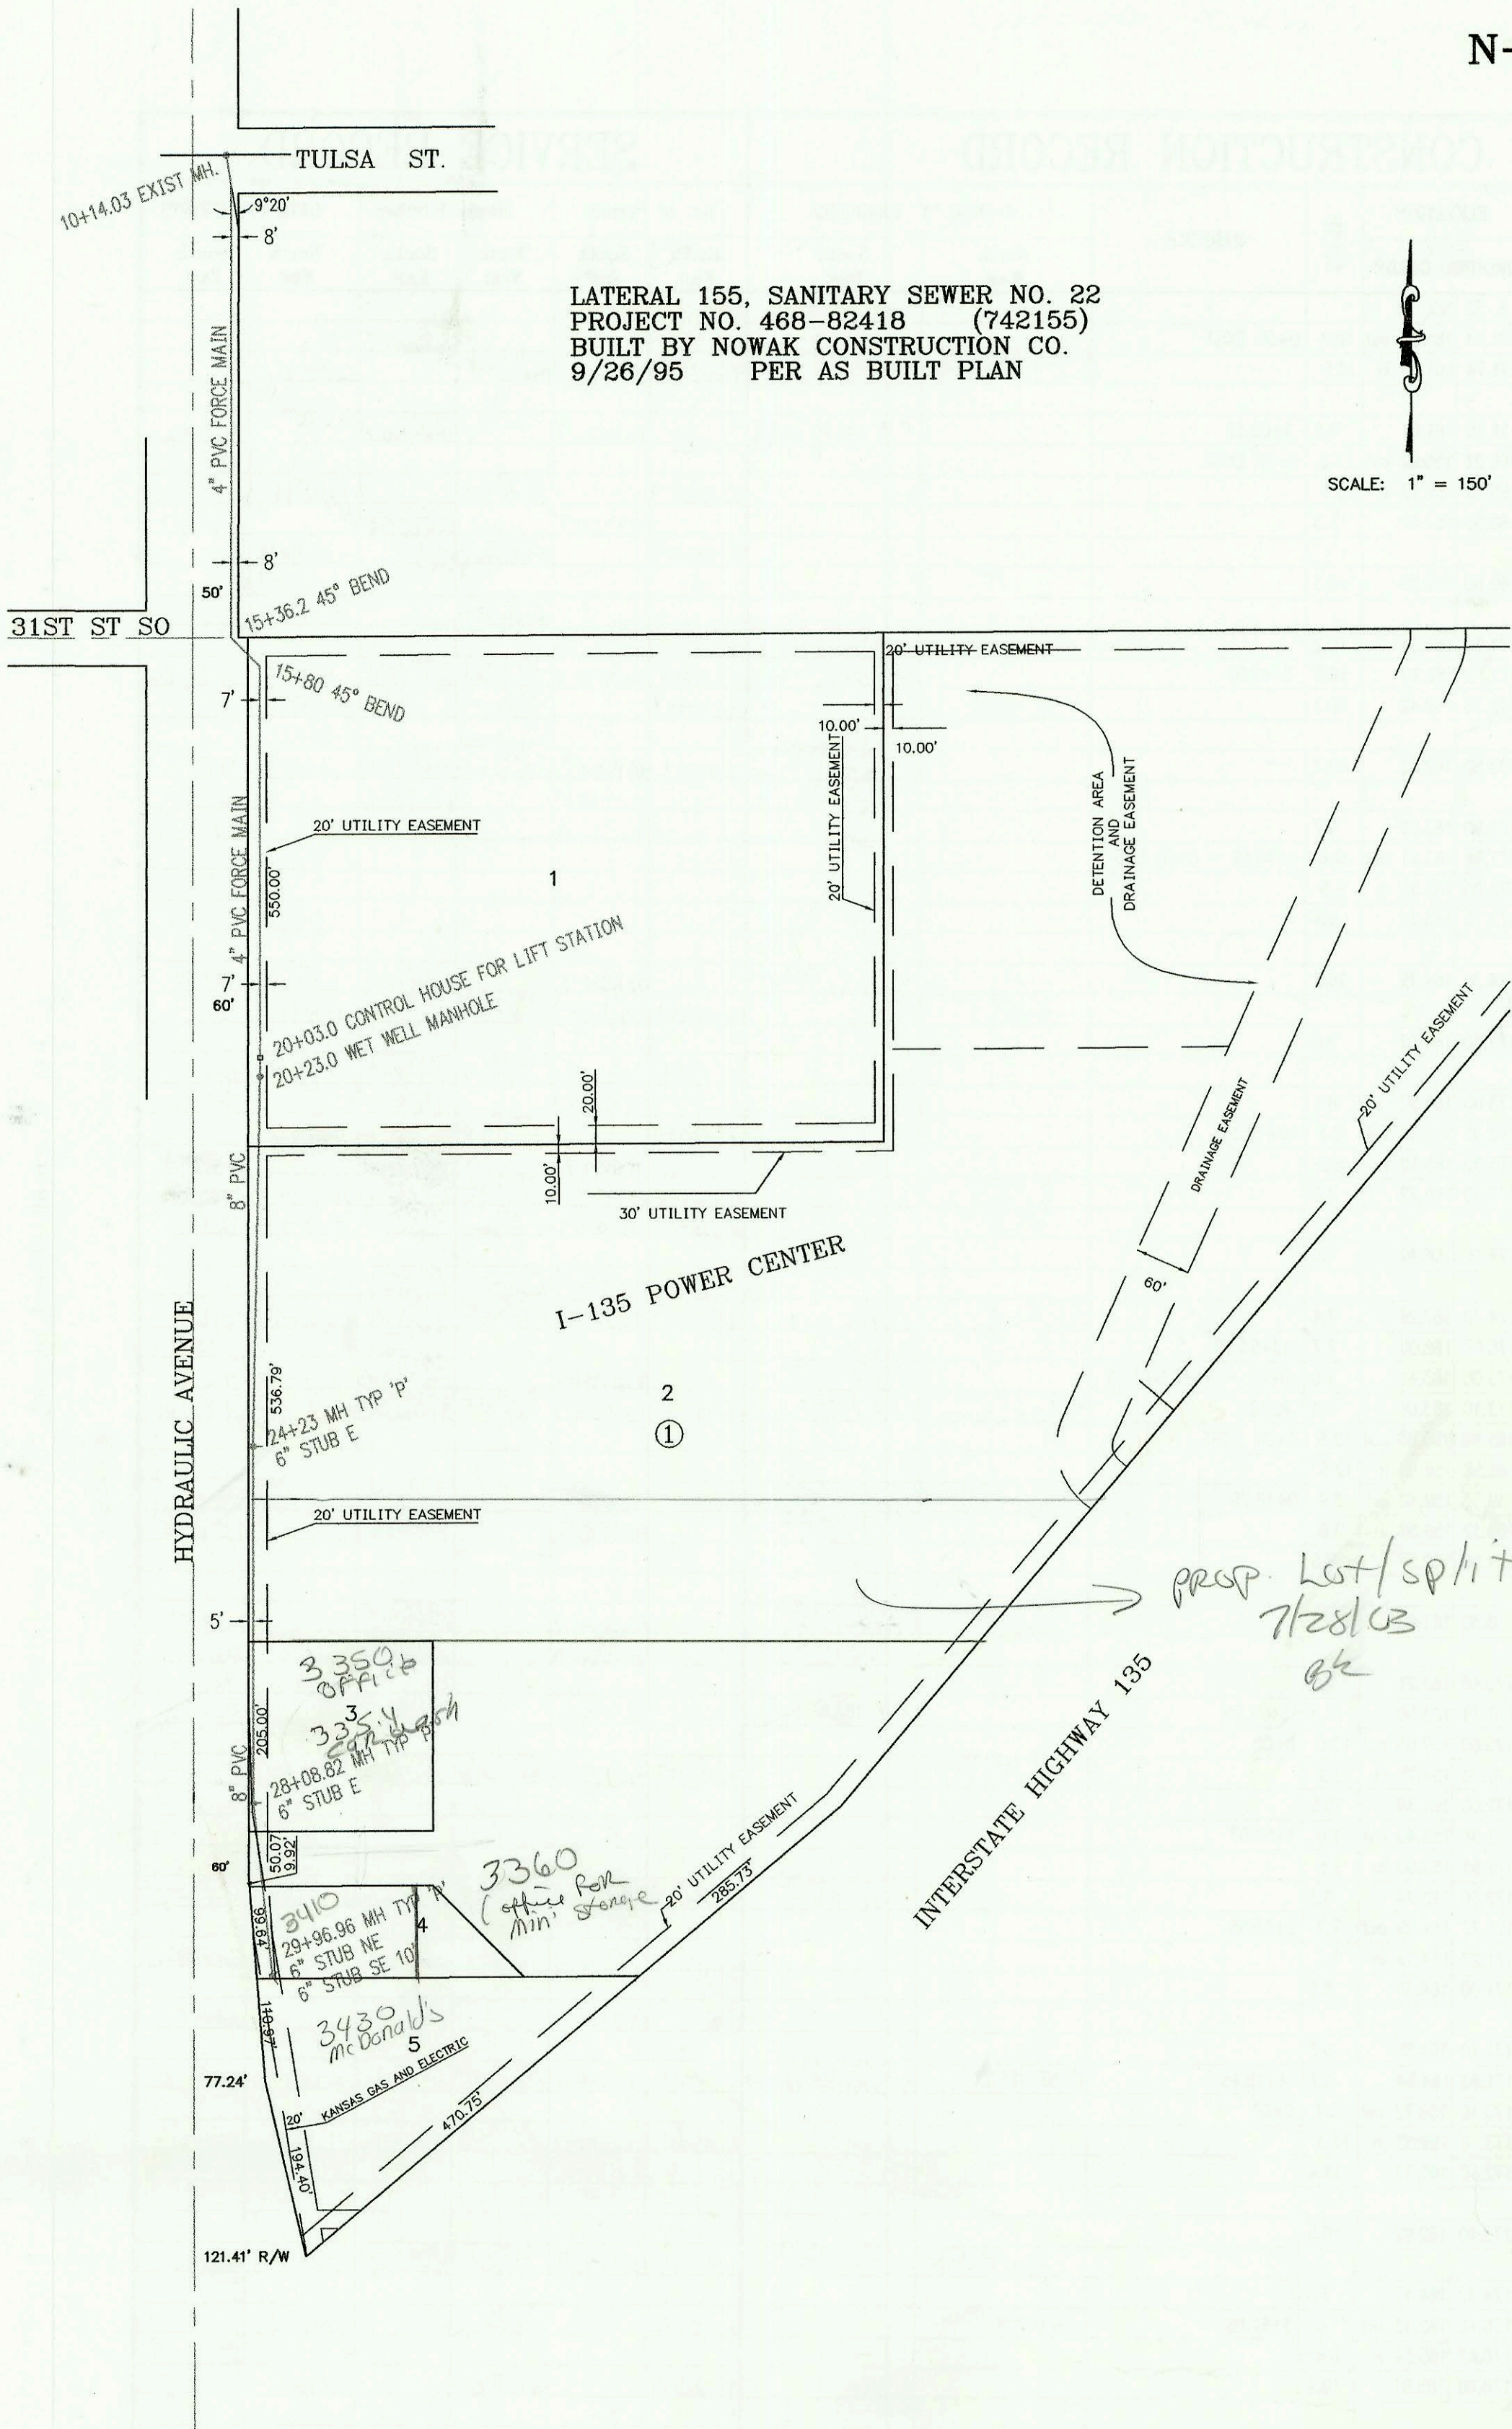 N-
TULSA ST.
10+14.03 EXIST MH.
9°20'
8'
LATERAL 155, SANITARY SEWER NO. 22
PROJECT NO. 468-82418 (742155)
BUILT BY NOWAK CONSTRUCTION CO.
9/26/95 PER AS BUILT PLAN
4" PVC FORCE MAIN
SCALE: 1" = 150'
8'
50'
15+36.2 45° BEND
31ST ST SO
20' UTILITY EASEMENT
15+80 45° BEND
7'
10.00'
10.00'
20' UTILITY EASEMENT
DETENTION AREA
AND
DRAINAGE EASEMENT
4" PVC FORCE MAIN
20' UTILITY EASEMENT
550.00'
1
7'
60'
20+03.0 CONTROL HOUSE FOR LIFT STATION
20+23.0 WET WELL MANHOLE
20' UTILITY EASEMENT
20.00'
10.00'
DRAINAGE EASEMENT
8" PVC
30' UTILITY EASEMENT
I-135 POWER CENTER
60'
HYDRAULIC AVENUE
536.79'
24+23 MH TYP 'P'
6" STUB E
2
1
20' UTILITY EASEMENT
PROP. Lot/split
7/28/03
5'
3350
OFFICE
3
335
car wash
205.00'
28+08.82 MH TYP 'P'
6" STUB E
8" PVC
INTERSTATE HIGHWAY 135
50.07
9.92'
60'
3360
(office FOR
Mini Storage
20' UTILITY EASEMENT
285.73'
3410
99.64'
29+96.96 MH TYP 'P'
6" STUB NE
6" STUB SE 10'
4
110.97'
3430
McDonald's
5
KANSAS GAS AND ELECTRIC
77.24'
20'
470.75'
194.40'
121.41' R/W